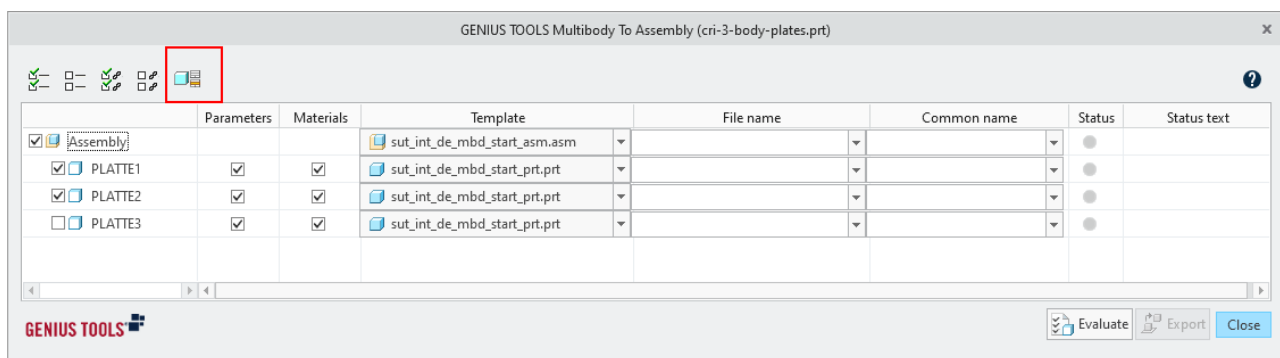 GENIUS TOOLS Multibody To Assembly (cri-3-body-plates.prt) x
?
Parameters Materials Template File name Common name Status Status text
Assembly sut_int_de_mbd_start_asm.asm
PLATTE1 sut_int_de_mbd_start_prt.prt
PLATTE2 sut_int_de_mbd_start_prt.prt
PLATTE3 sut_int_de_mbd_start_prt.prt
GENIUS TOOLS Evaluate Export Close